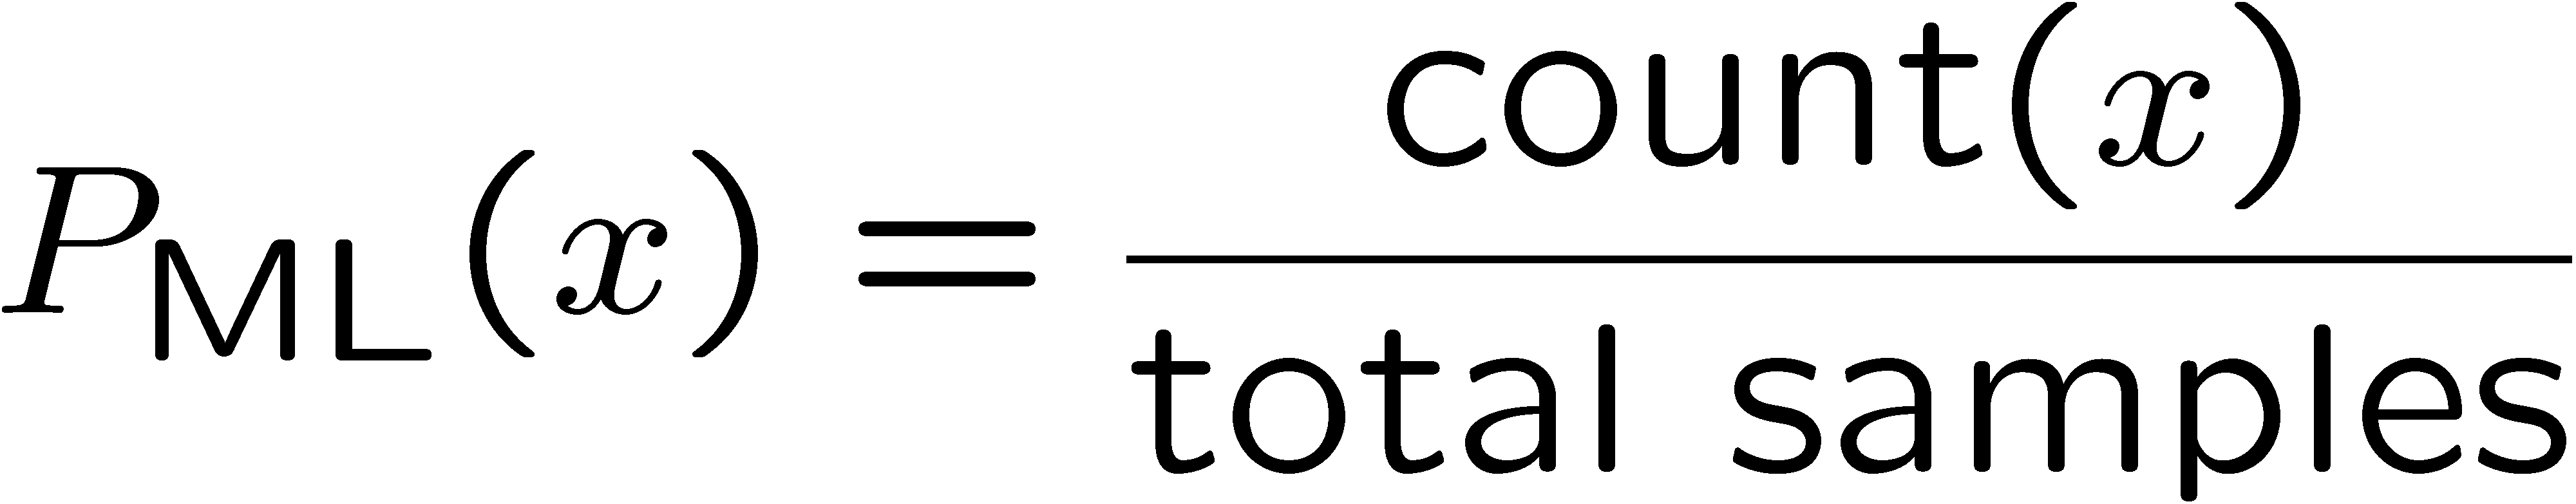 P_ML(x) = count(x) / total samples